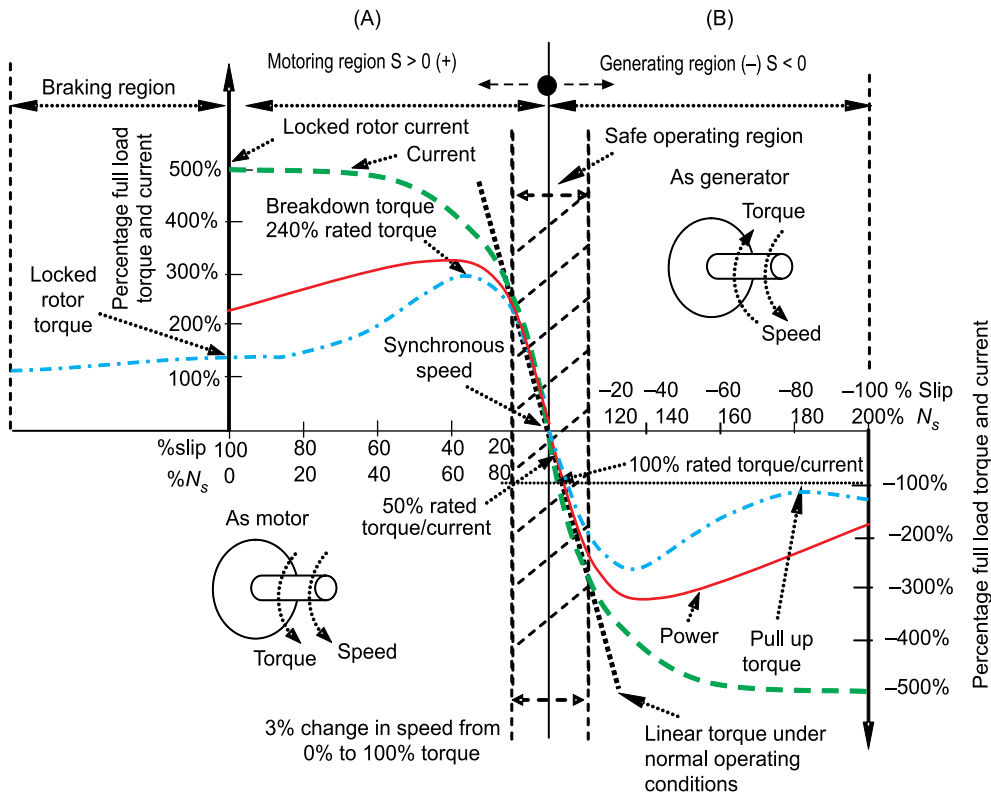 (A)
(B)
Motoring region S > 0 (+)
Generating region (–) S < 0
Braking region
Locked rotor current
Current
Safe operating region
As generator
Torque
Speed
Breakdown torque
240% rated torque
Percentage full load
torque and current
500%
400%
300%
200%
100%
Locked
rotor
torque
Synchronous
speed
–20 –40 –60 –80 –100 % Slip
120 140 160 180 200% Ns
%slip 100 80 60 40 20
%Ns 0 20 40 60 80
100% rated torque/current
50% rated
torque/current
–100%
–200%
–300%
–400%
–500%
Percentage full load torque and current
As motor
Torque
Speed
Power
Pull up
torque
3% change in speed from
0% to 100% torque
Linear torque under
normal operating
conditions